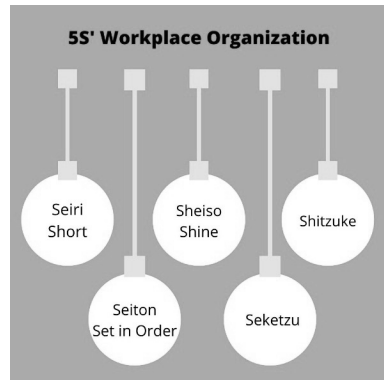 5S' Workplace Organization
Seiri
Short
Seiton
Set in Order
Sheiso
Shine
Seketzu
Shitzuke